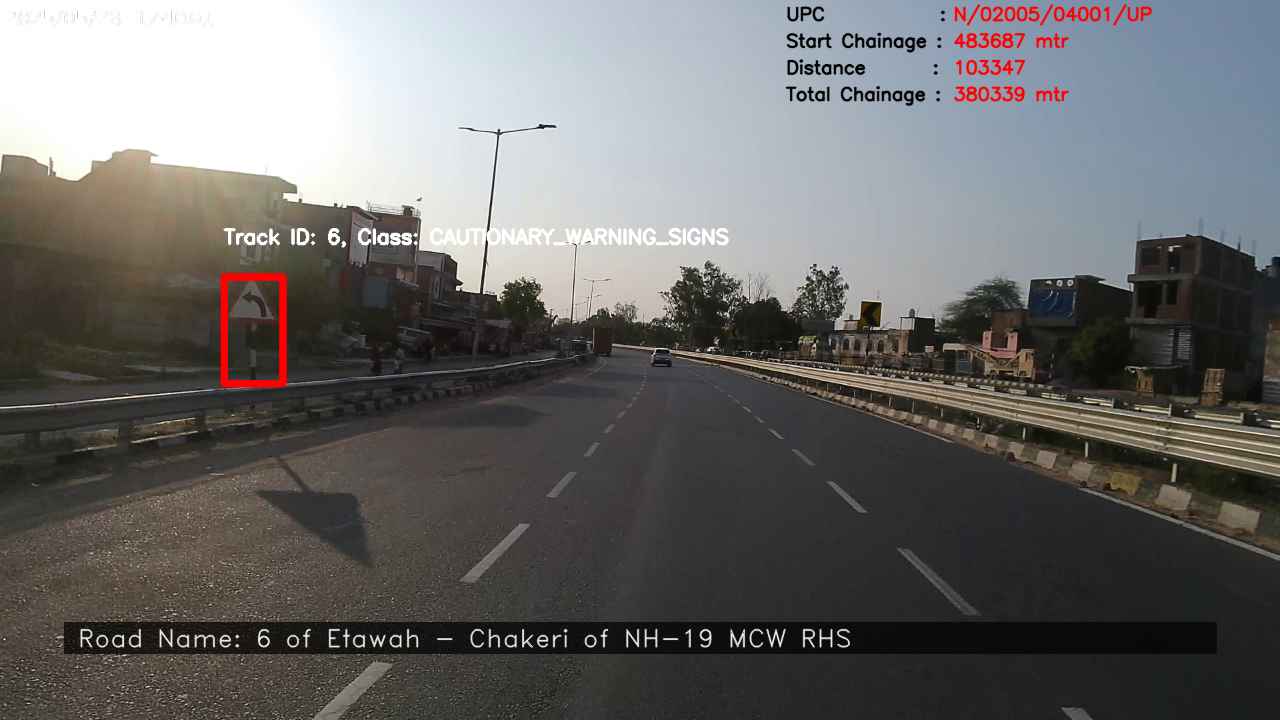 UPC : N/02005/04001/UP
Start Chainage : 483687 mtr
Distance : 103347
Total Chainage : 380339 mtr
Track ID: 6, Class: CAUTIONARY_WARNING_SIGNS
Road Name: 6 of Etawah - Chakeri of NH-19 MCW RHS